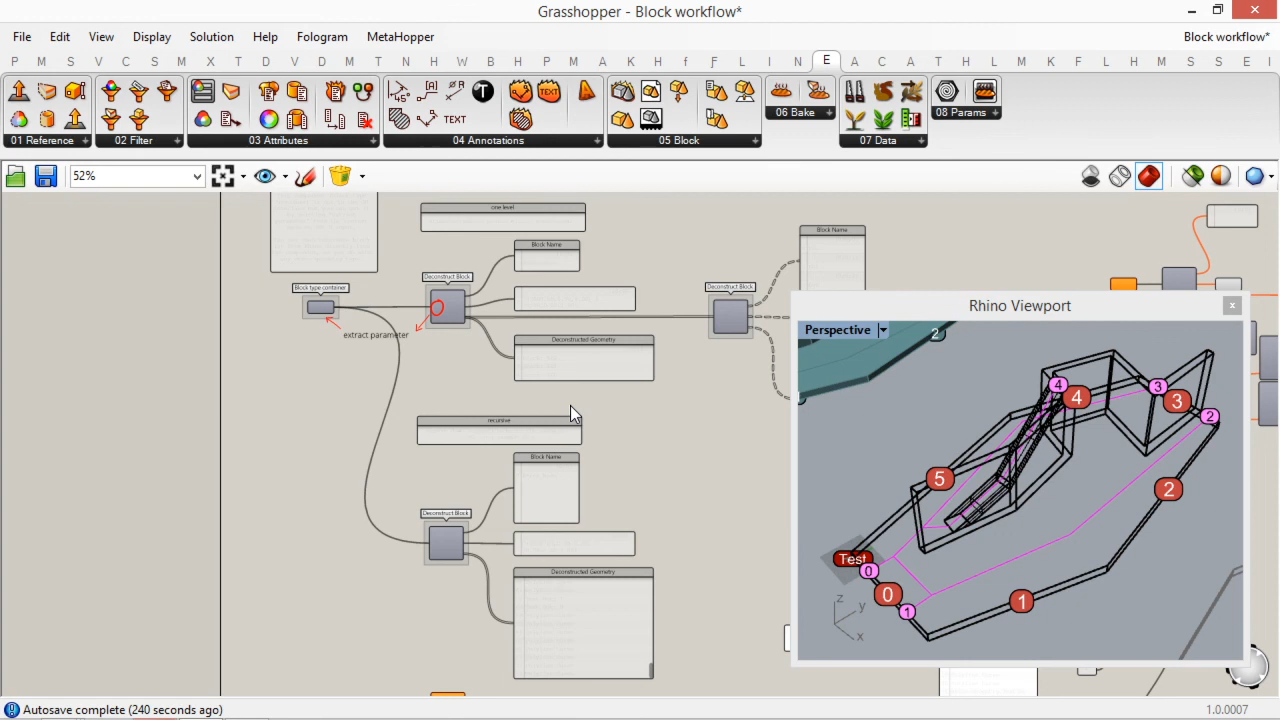 Grasshopper - Block workflow*
File Edit View Display Solution Help Fologram MetaHopper Block workflow*
P M S V S M D V D M T N H W T B V D M A K K F F L I N V E A D C A T D L M K L M S S E I
45° TEXT T
TEXT
01 Reference 02 Filter 03 Attributes 04 Annotations 05 Block 06 Bake 07 Data 08 Params
52%
one level
Block Name
Block Name
Block type container
Deconstruct Block
Deconstruct Block
extract parameter
Deconstructed Geometry
recursive
Block Name
Deconstruct Block
Deconstructed Geometry
Rhino Viewport
Perspective
2
4 4 3 3 2
5
2
Test
0
0
1
1
z
y
x
Autosave complete (240 seconds ago)
1.0.0007